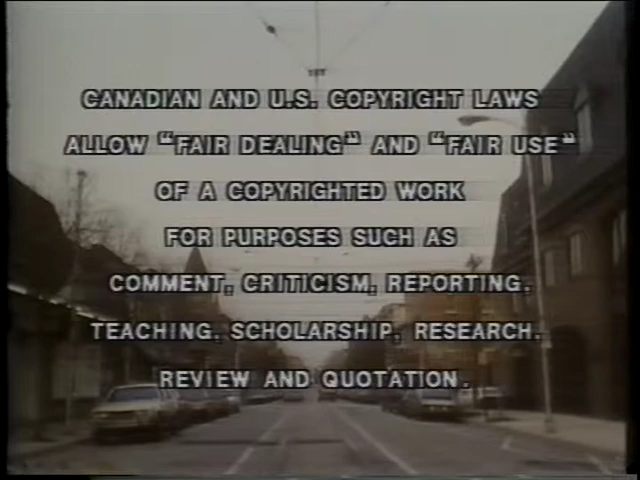 CANADIAN AND U.S. COPYRIGHT LAWS
ALLOW “FAIR DEALING” AND “FAIR USE”
OF A COPYRIGHTED WORK
FOR PURPOSES SUCH AS
COMMENT, CRITICISM, REPORTING,
TEACHING, SCHOLARSHIP, RESEARCH,
REVIEW AND QUOTATION.